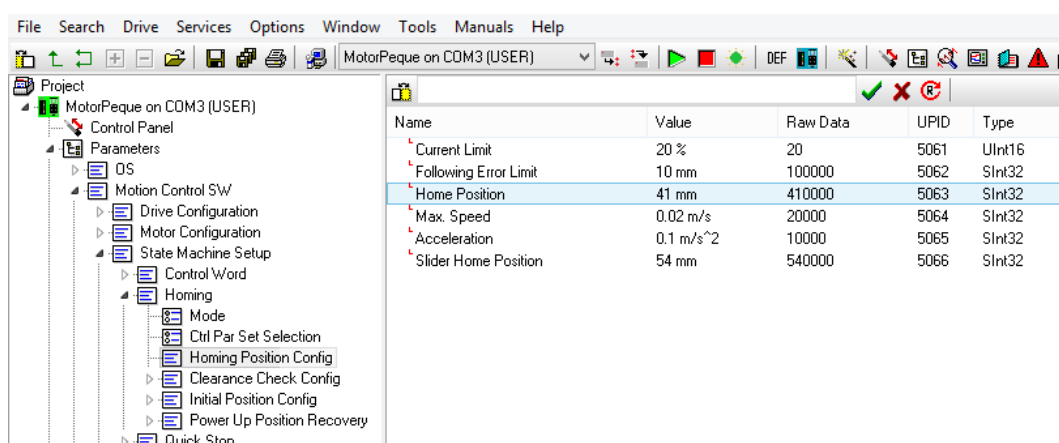 File Search Drive Services Options Window Tools Manuals Help
MotorPeque on COM3 (USER)
DEF
Project
MotorPeque on COM3 (USER)
Control Panel
Parameters
OS
Motion Control SW
Drive Configuration
Motor Configuration
State Machine Setup
Control Word
Homing
Mode
Ctrl Par Set Selection
Homing Position Config
Clearance Check Config
Initial Position Config
Power Up Position Recovery
Quick Stop
Name Value Raw Data UPID Type
Current Limit 20 % 20 5061 UInt16
Following Error Limit 10 mm 100000 5062 SInt32
Home Position 41 mm 410000 5063 SInt32
Max. Speed 0.02 m/s 20000 5064 SInt32
Acceleration 0.1 m/s^2 10000 5065 SInt32
Slider Home Position 54 mm 540000 5066 SInt32